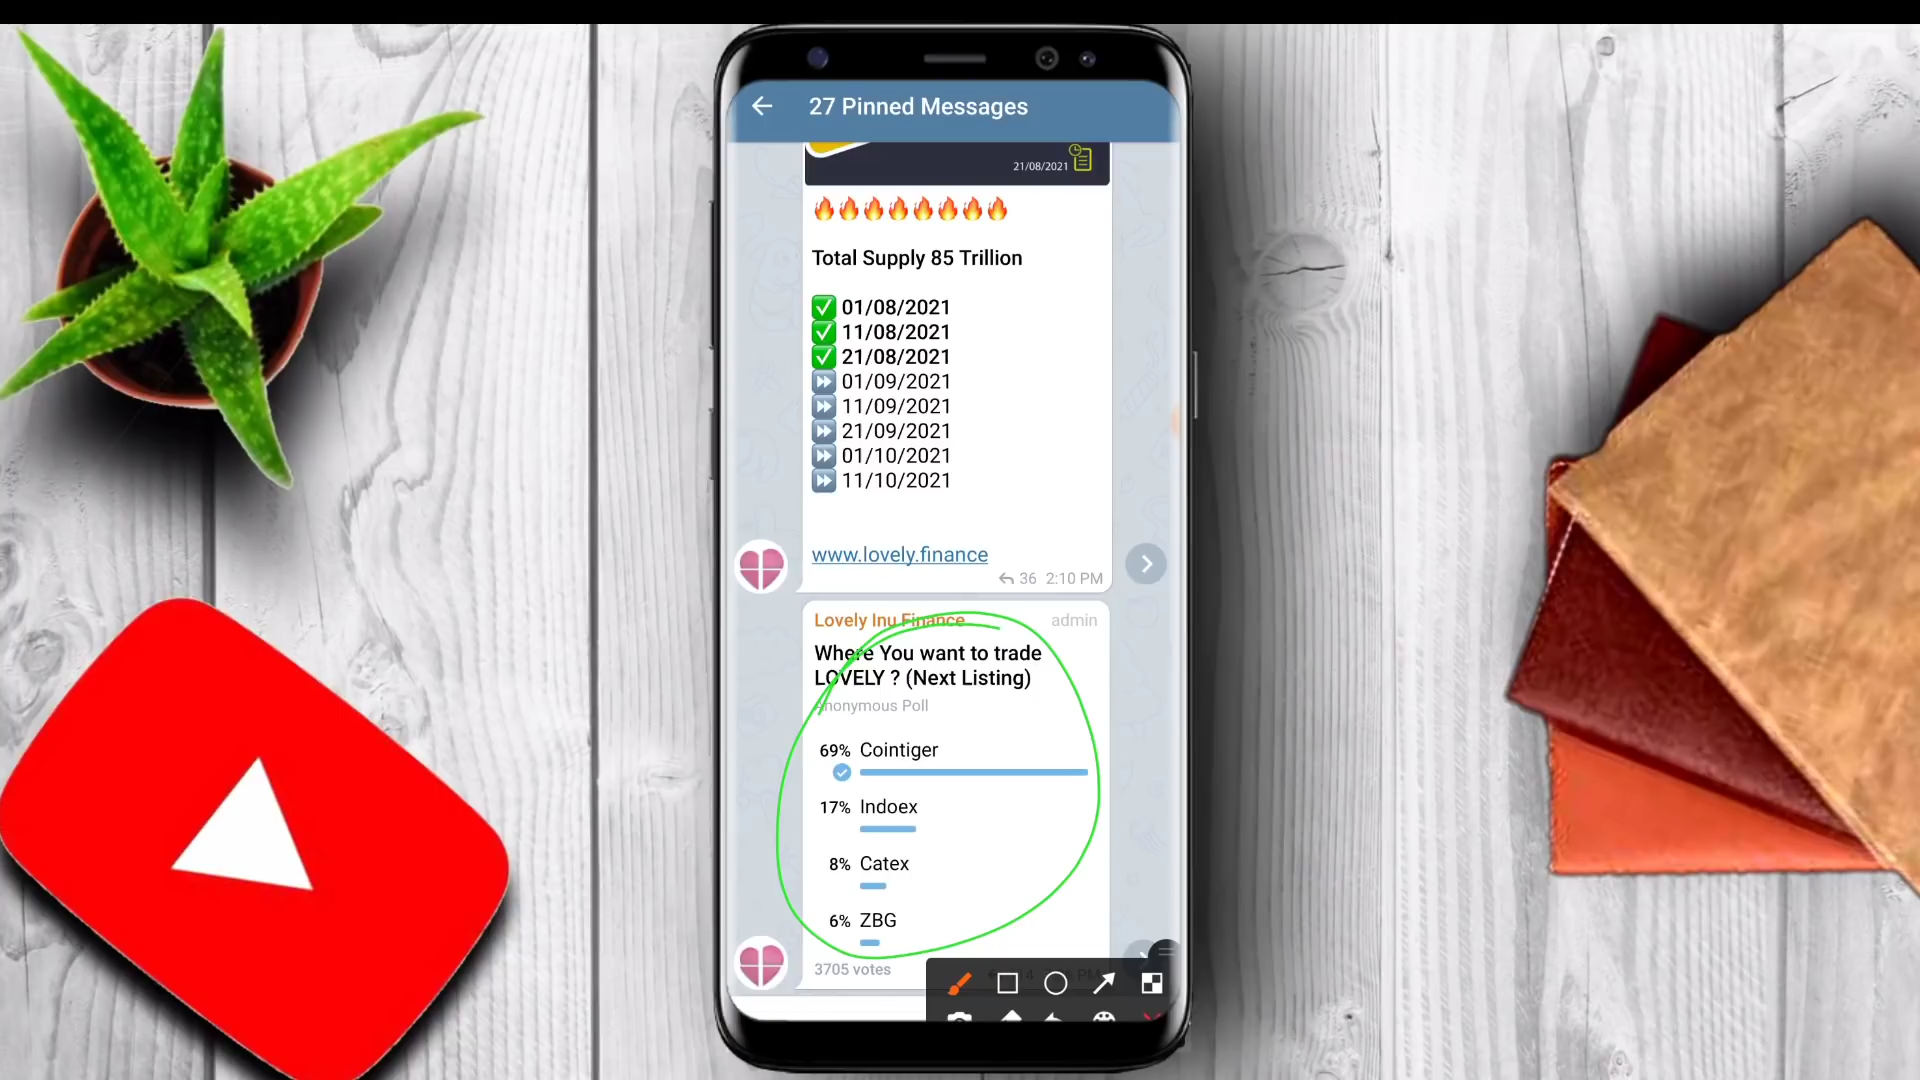 27 Pinned Messages
21/08/2021
Total Supply 85 Trillion
01/08/2021
11/08/2021
21/08/2021
01/09/2021
11/09/2021
21/09/2021
01/10/2021
11/10/2021
www.lovely.finance
36 2:10 PM
Lovely Inu Finance admin
Where You want to trade
LOVELY ? (Next Listing)
Anonymous Poll
69% Cointiger
17% Indoex
8% Catex
6% ZBG
3705 votes